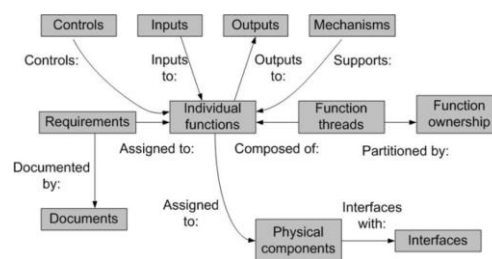 Controls
Inputs
Outputs
Mechanisms
Controls:
Inputs
to:
Outputs
to:
Supports:
Requirements
Individual
functions
Function
threads
Function
ownership
Assigned to:
Composed of:
Partitioned by:
Documented
by:
Documents
Assigned
to:
Physical
components
Interfaces
with:
Interfaces